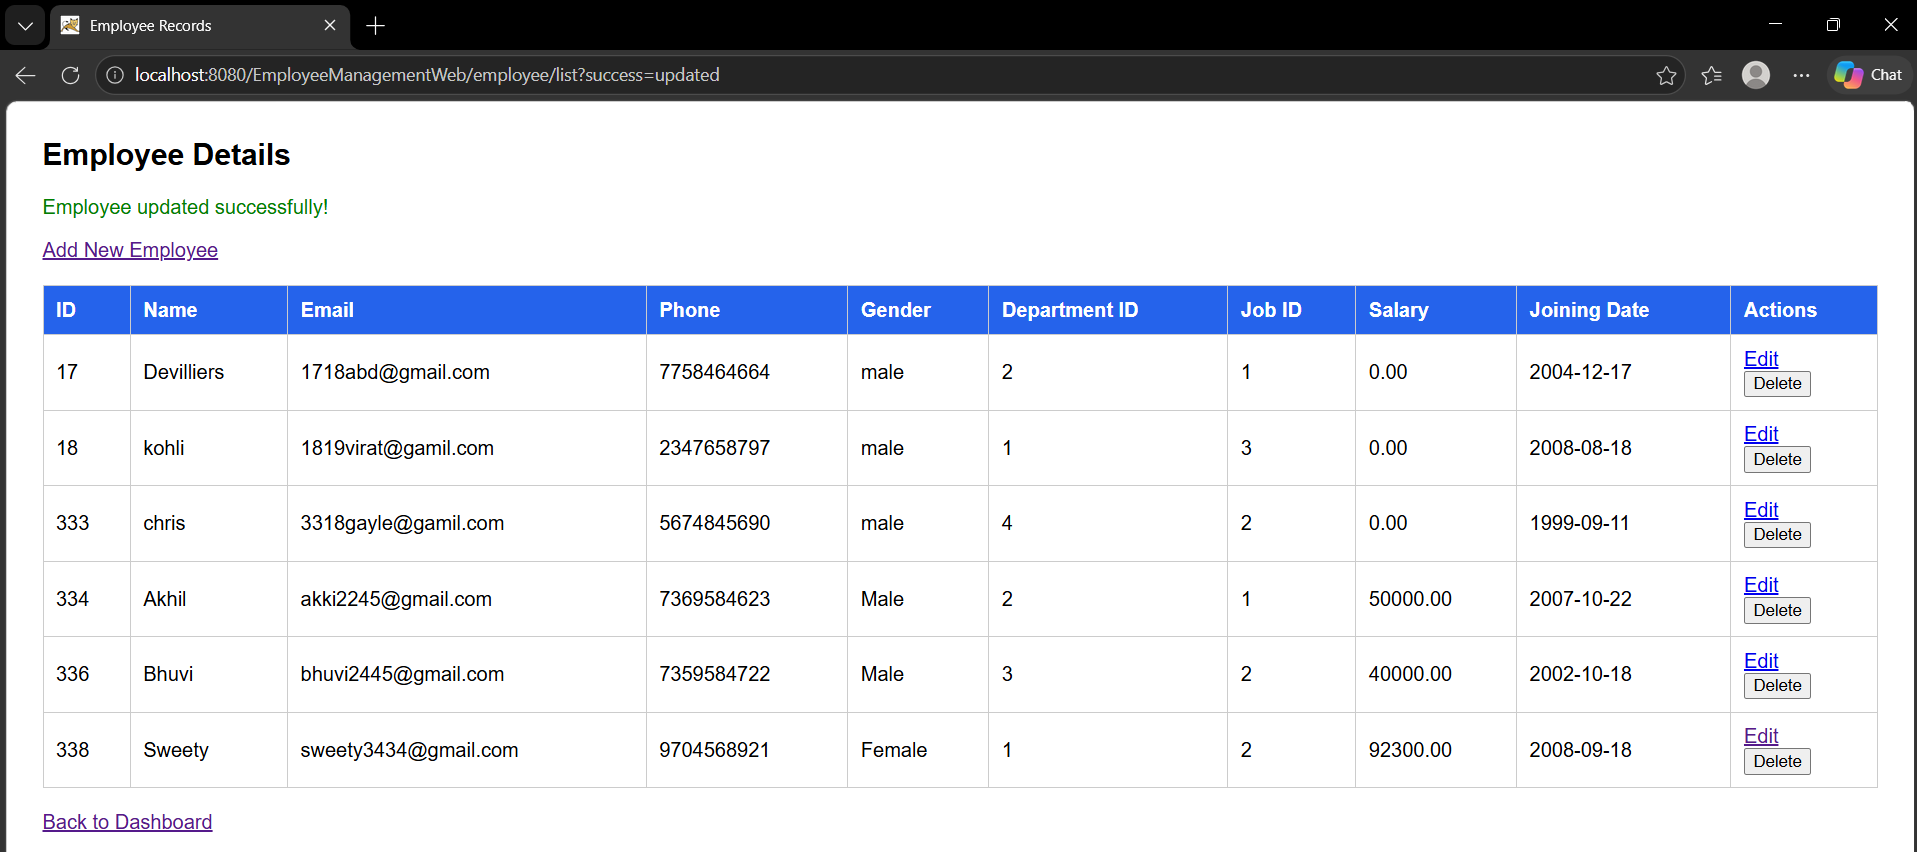 Employee Records
localhost:8080/EmployeeManagementWeb/employee/list?success=updated
Chat
Employee Details
Employee updated successfully!
Add New Employee
ID Name Email Phone Gender Department ID Job ID Salary Joining Date Actions
17 Devilliers 1718abd@gmail.com 7758464664 male 2 1 0.00 2004-12-17 Edit
Delete
18 kohli 1819virat@gamil.com 2347658797 male 1 3 0.00 2008-08-18 Edit
Delete
333 chris 3318gayle@gamil.com 5674845690 male 4 2 0.00 1999-09-11 Edit
Delete
334 Akhil akki2245@gmail.com 7369584623 Male 2 1 50000.00 2007-10-22 Edit
Delete
336 Bhuvi bhuvi2445@gmail.com 7359584722 Male 3 2 40000.00 2002-10-18 Edit
Delete
338 Sweety sweety3434@gmail.com 9704568921 Female 1 2 92300.00 2008-09-18 Edit
Delete
Back to Dashboard